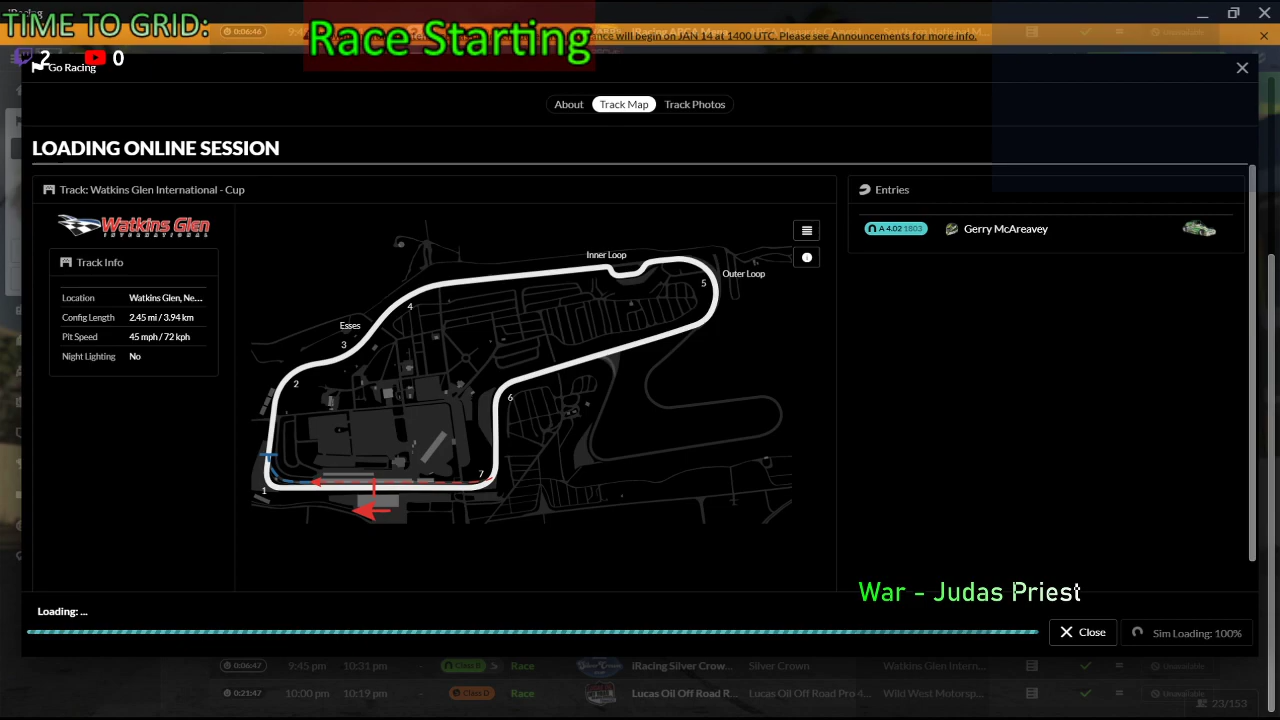 TIME TO GRID:
Race Starting
will begin on JAN 14 at 1400 UTC. Please see Announcements for more info.
2
0
Go Racing
About
Track Map
Track Photos
LOADING ONLINE SESSION
Track: Watkins Glen International - Cup
Entries
Watkins Glen
INTERNATIONAL
A 4.02 1803
Gerry McAreavey
Track Info
Location Watkins Glen, Ne...
Config Length 2.45 mi / 3.94 km
Pit Speed 45 mph / 72 kph
Night Lighting No
Inner Loop
Outer Loop
5
4
Esses
3
2
6
7
1
War - Judas Priest
Loading: ...
Close
Sim Loading: 100%
0:06:47 9:45 pm 10:31 pm - Class B Race iRacing Silver Crow... Silver Crown Watkins Glen Intern... Unavailable
0:21:47 10:00 pm 10:19 pm - Class D Race Lucas Oil Off Road R... Lucas Oil Off Road Pro 4... Wild West Motorsp... Unavailable
23/153